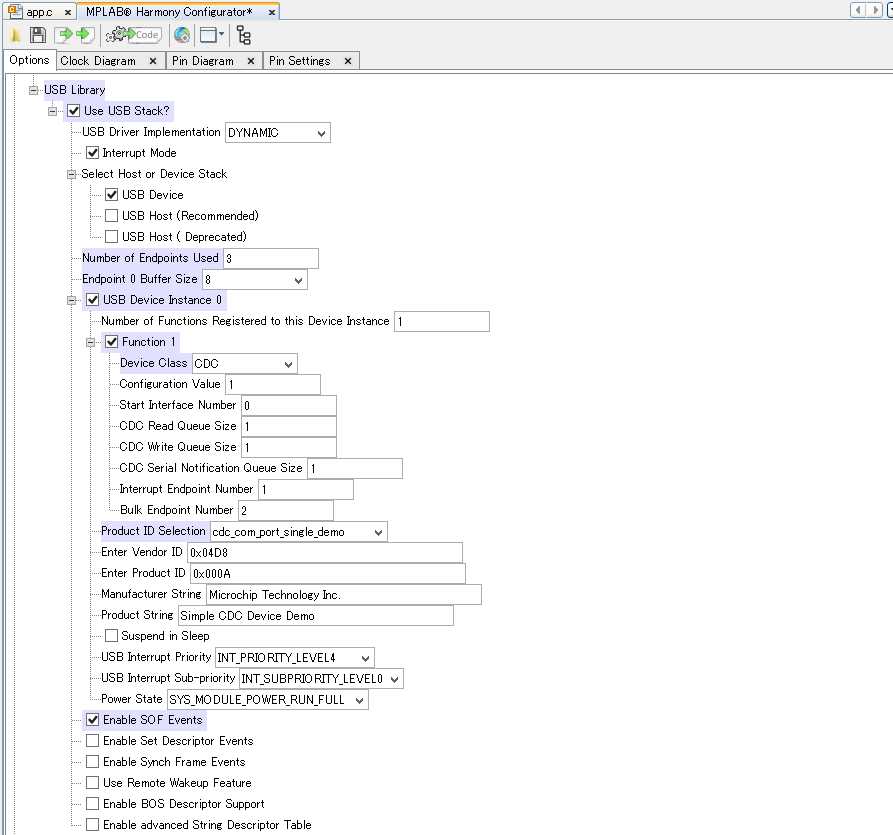 app.c
MPLAB® Harmony Configurator*
Code
Options
Clock Diagram
Pin Diagram
Pin Settings
USB Library
Use USB Stack?
USB Driver Implementation DYNAMIC
Interrupt Mode
Select Host or Device Stack
USB Device
USB Host (Recommended)
USB Host ( Deprecated)
Number of Endpoints Used 3
Endpoint 0 Buffer Size 8
USB Device Instance 0
Number of Functions Registered to this Device Instance 1
Function 1
Device Class CDC
Configuration Value 1
Start Interface Number 0
CDC Read Queue Size 1
CDC Write Queue Size 1
CDC Serial Notification Queue Size 1
Interrupt Endpoint Number 1
Bulk Endpoint Number 2
Product ID Selection cdc_com_port_single_demo
Enter Vendor ID 0x04D8
Enter Product ID 0x000A
Manufacturer String Microchip Technology Inc.
Product String Simple CDC Device Demo
Suspend in Sleep
USB Interrupt Priority INT_PRIORITY_LEVEL4
USB Interrupt Sub-priority INT_SUBPRIORITY_LEVEL0
Power State SYS_MODULE_POWER_RUN_FULL
Enable SOF Events
Enable Set Descriptor Events
Enable Synch Frame Events
Use Remote Wakeup Feature
Enable BOS Descriptor Support
Enable advanced String Descriptor Table